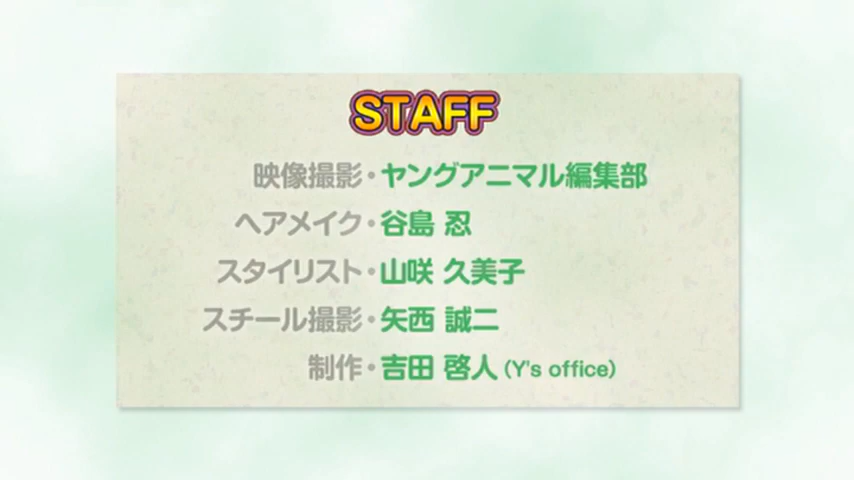 STAFF
映像撮影・ヤングアニマル編集部
ヘアメイク・谷島 忍
スタイリスト・山咲 久美子
スチール撮影・矢西 誠二
制作・吉田 啓人(Y's office)